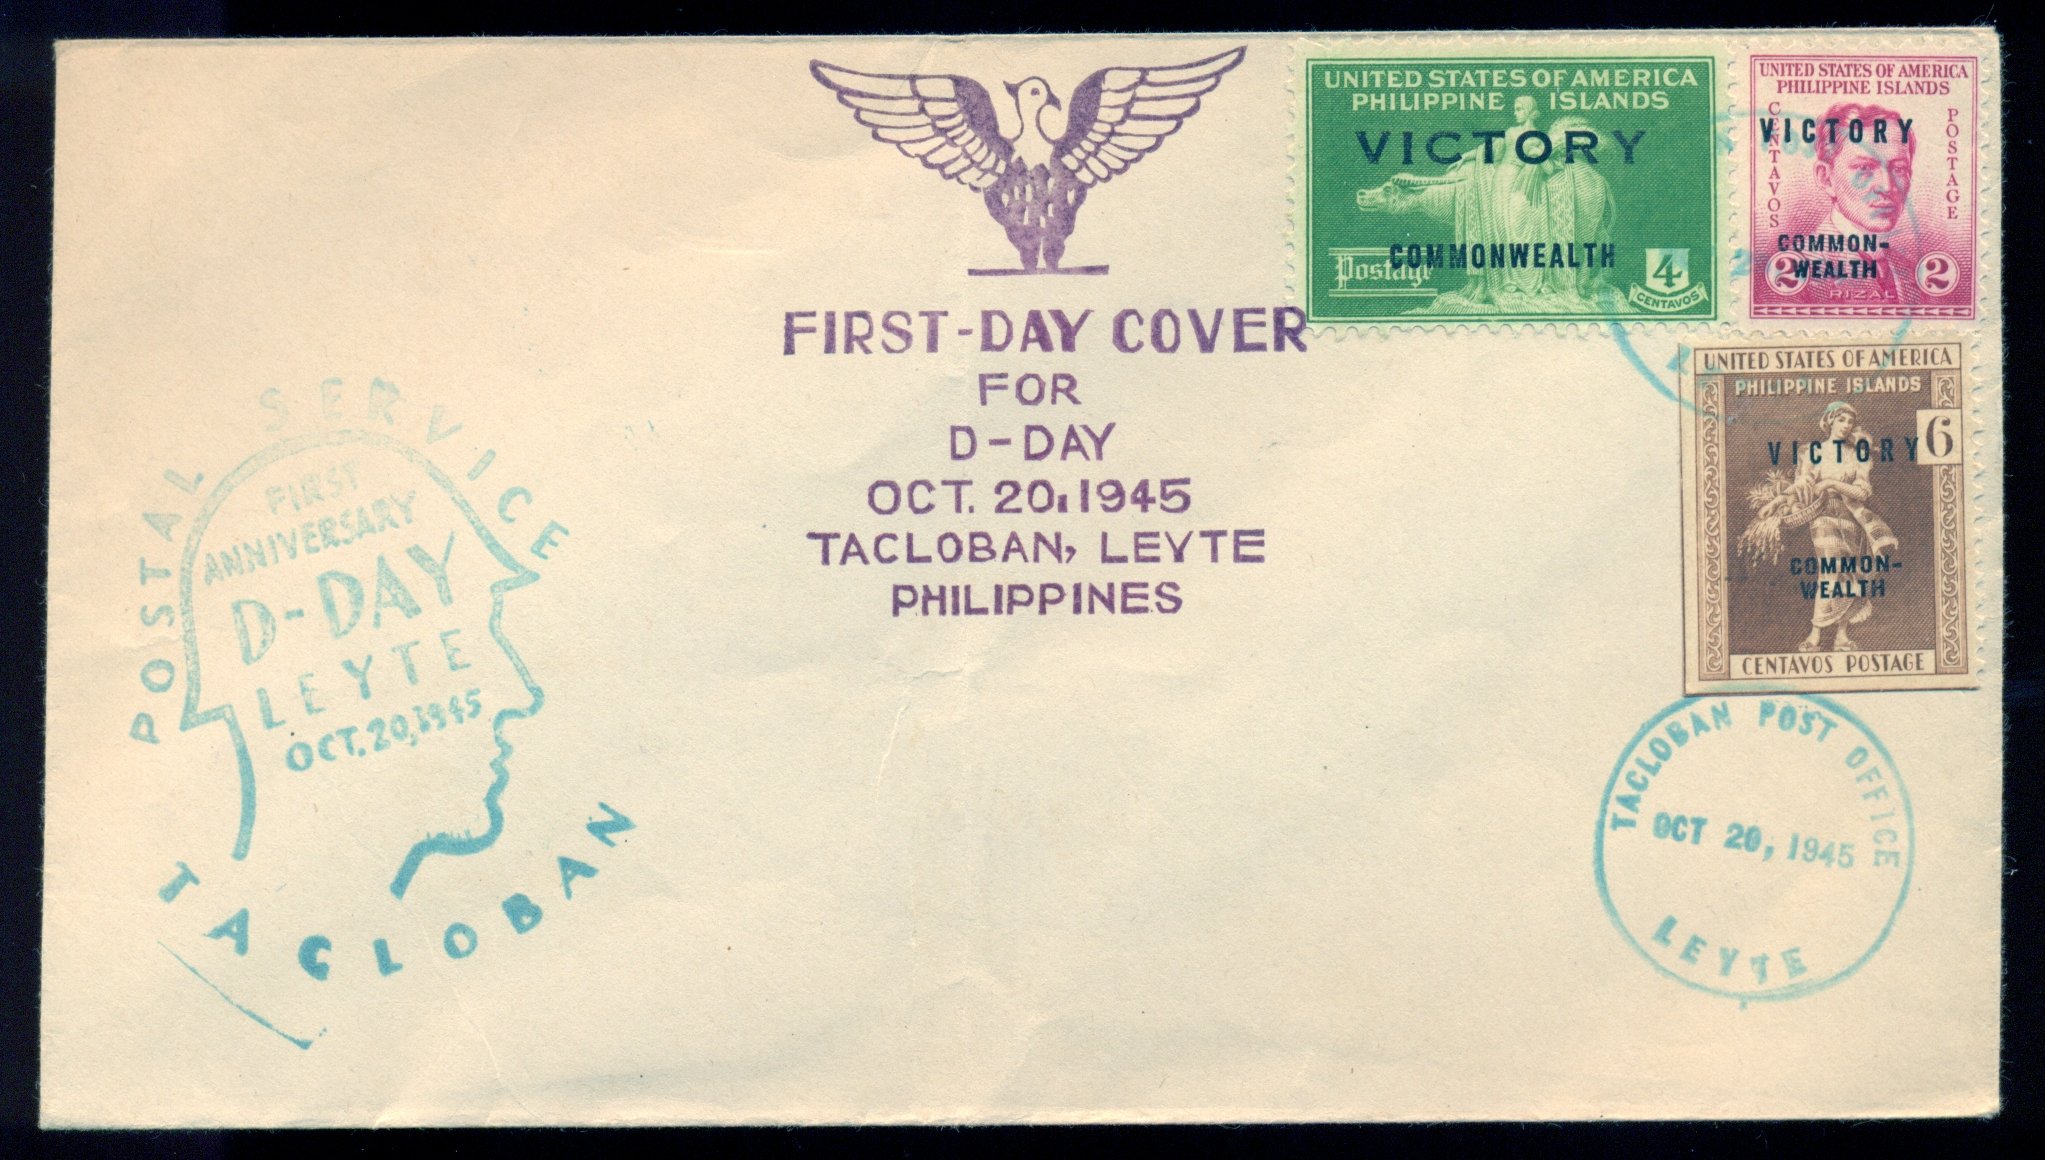 FIRST-DAY COVER
FOR
D-DAY
OCT. 20, 1945
TACLOBAN, LEYTE
PHILIPPINES
UNITED STATES OF AMERICA
PHILIPPINE ISLANDS
VICTORY
COMMONWEALTH
Postage
4
CENTAVOS
UNITED STATES OF AMERICA
PHILIPPINE ISLANDS
CENTAVOS
POSTAGE
VICTORY
COMMON-
WEALTH
2 2
RIZAL
UNITED STATES OF AMERICA
PHILIPPINE ISLANDS
6
VICTORY
COMMON-
WEALTH
CENTAVOS POSTAGE
POSTAL SERVICE
FIRST
ANNIVERSARY
D-DAY
LEYTE
OCT. 20, 1945
TACLOBAN
TACLOBAN POST OFFICE
OCT 20, 1945
LEYTE